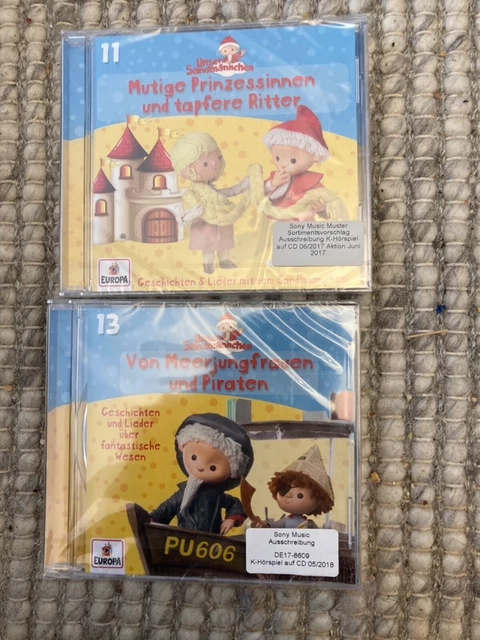 11
Unser
Sandmännchen
Mutige Prinzessinnen
und tapfere Ritter
Sony Music Muster
Sortimentsvorschlag
Ausschreibung K-Hörspiel
auf CD 06/2017 Aktion Juni
2017
EUROPA
Geschichten & Lieder mit dem
13
Unser
Sandmännchen
Von Meerjungfrauen
und Piraten
Geschichten
und Lieder
über
fantastische
Wesen
PU606
Sony Music
Ausschreibung
DE17-8609
K-Hörspiel auf CD 05/2018
EUROPA